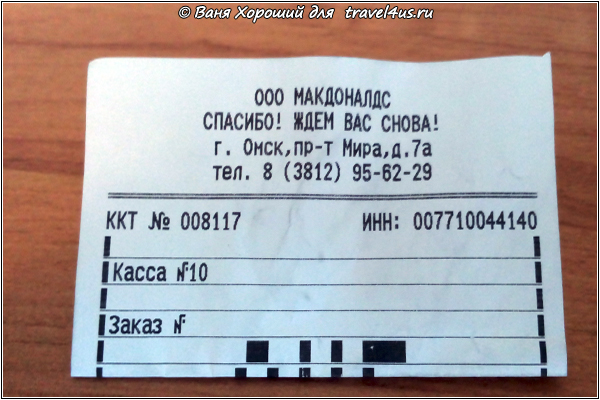 © Ваня Хороший для travel4us.ru
ООО МАКДОНАЛДС
СПАСИБО! ЖДЕМ ВАС СНОВА!
г. Омск,пр-т Мира,д.7а
тел. 8 (3812) 95-62-29
ККТ № 008117 ИНН: 007710044140
Касса №10
Заказ №